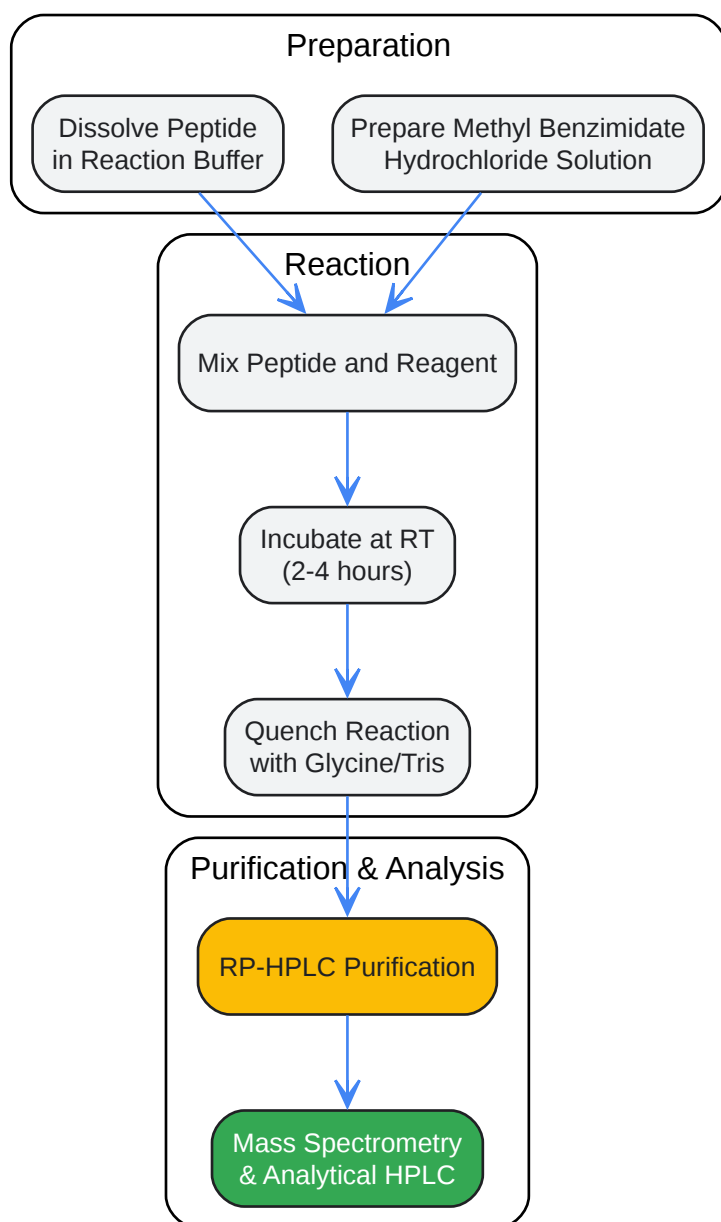 Preparation
Dissolve Peptide
in Reaction Buffer
Prepare Methyl Benzimidate
Hydrochloride Solution
Reaction
Mix Peptide and Reagent
Incubate at RT
(2-4 hours)
Quench Reaction
with Glycine/Tris
Purification & Analysis
RP-HPLC Purification
Mass Spectrometry
& Analytical HPLC